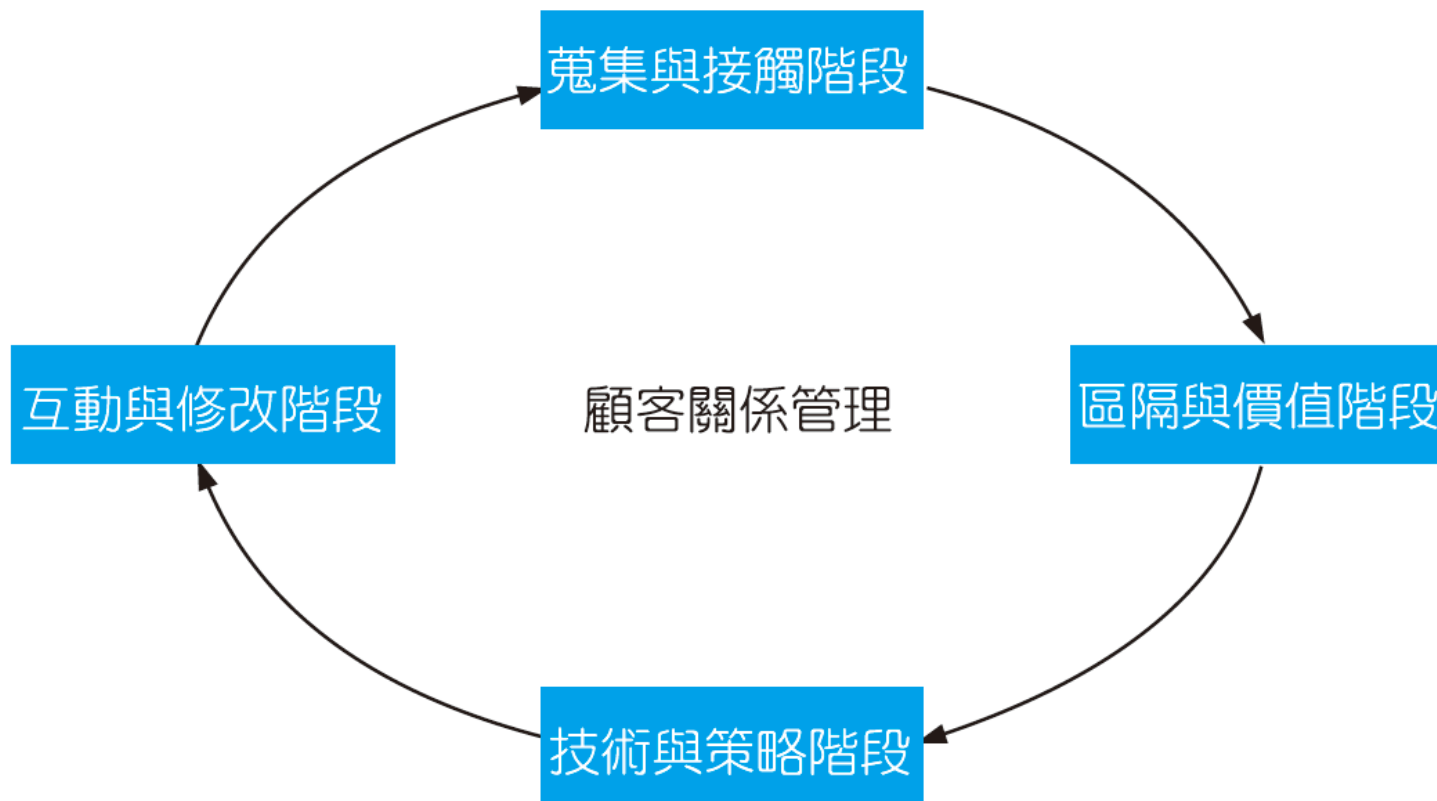 蒐集與接觸階段
互動與修改階段
顧客關係管理
區隔與價值階段
技術與策略階段